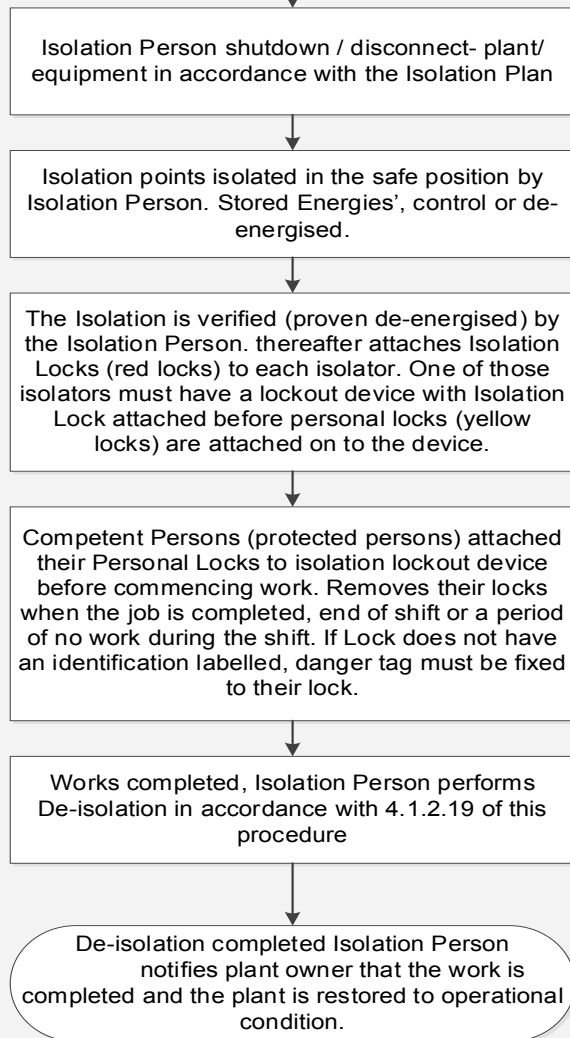 Isolation Person shutdown / disconnect- plant/
equipment in accordance with the Isolation Plan
Isolation points isolated in the safe position by
Isolation Person. Stored Energies’, control or de-
energised.
The Isolation is verified (proven de-energised) by
the Isolation Person. thereafter attaches Isolation
Locks (red locks) to each isolator. One of those
isolators must have a lockout device with Isolation
Lock attached before personal locks (yellow
locks) are attached on to the device.
Competent Persons (protected persons) attached
their Personal Locks to isolation lockout device
before commencing work. Removes their locks
when the job is completed, end of shift or a period
of no work during the shift. If Lock does not have
an identification labelled, danger tag must be fixed
to their lock.
Works completed, Isolation Person performs
De-isolation in accordance with 4.1.2.19 of this
procedure
De-isolation completed Isolation Person
notifies plant owner that the work is
completed and the plant is restored to operational
condition.